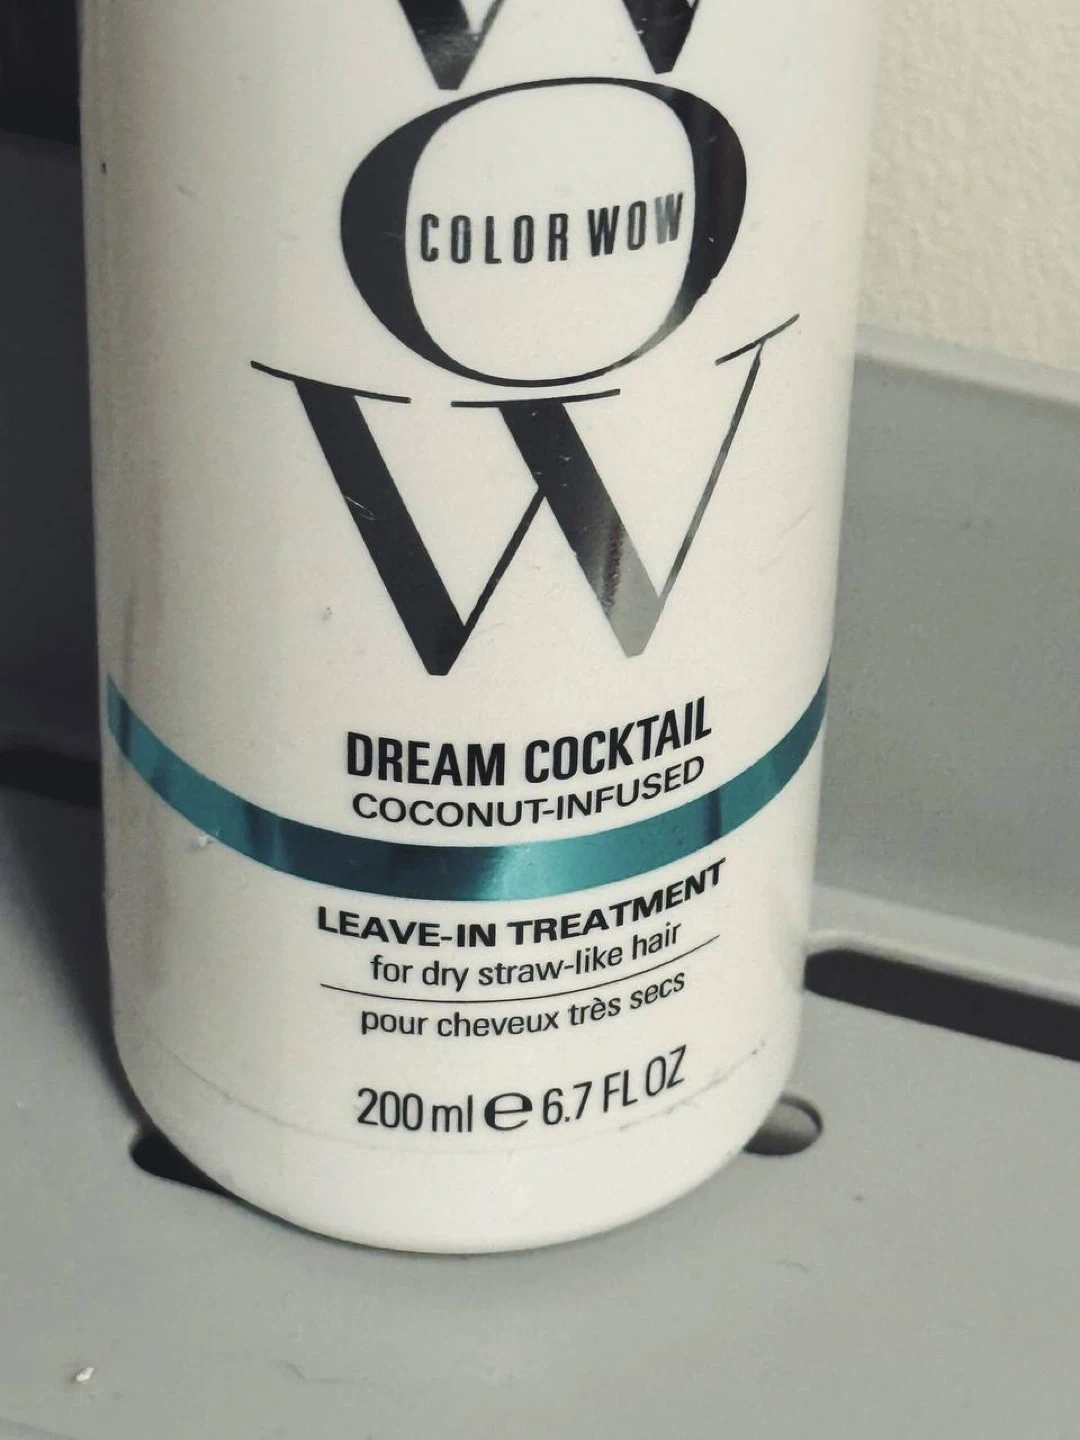 WOW
COLOR WOW
DREAM COCKTAIL
COCONUT-INFUSED
LEAVE-IN TREATMENT
for dry straw-like hair
pour cheveux très secs
200 ml e 6.7 FL OZ